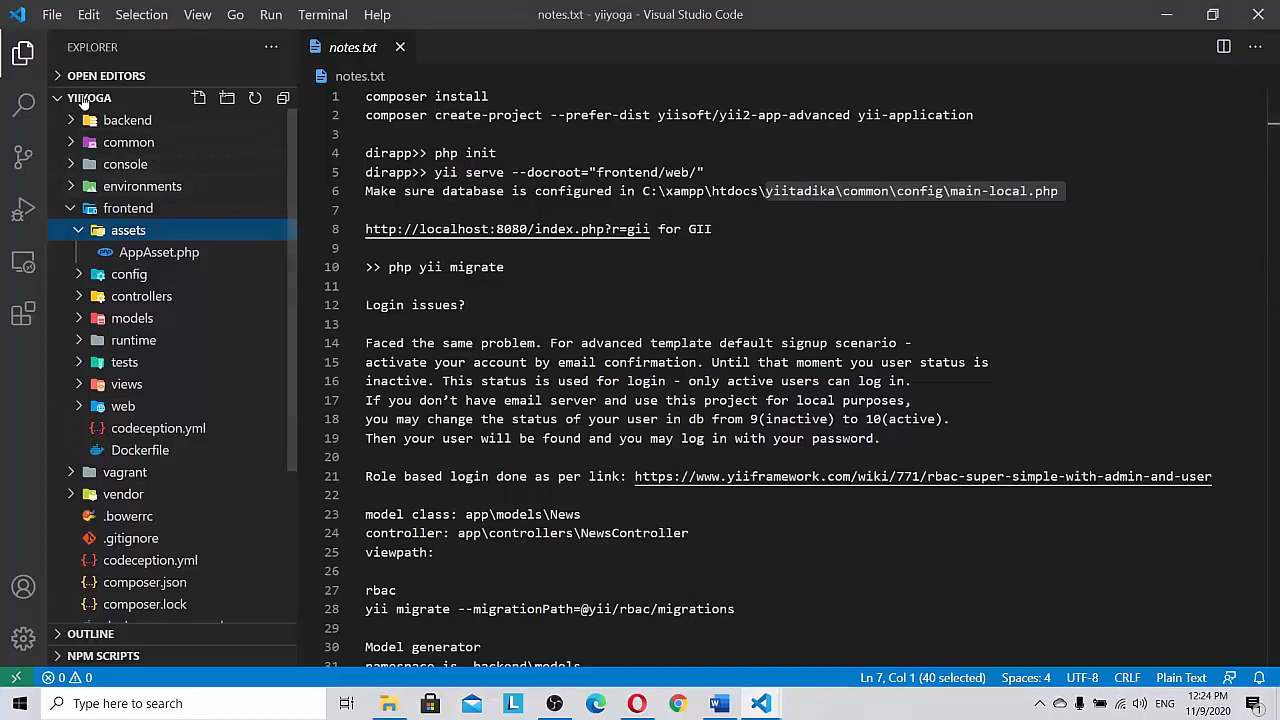 File Edit Selection View Go Run Terminal Help
notes.txt - yiiyoga - Visual Studio Code
EXPLORER
OPEN EDITORS
YIIYOGA
backend
common
console
environments
frontend
assets
AppAsset.php
config
controllers
models
runtime
tests
views
web
codeception.yml
Dockerfile
vagrant
vendor
.bowerrc
.gitignore
codeception.yml
composer.json
composer.lock
OUTLINE
NPM SCRIPTS
notes.txt
notes.txt
1 composer install
2 composer create-project --prefer-dist yiisoft/yii2-app-advanced yii-application
3
4 dirapp>> php init
5 dirapp>> yii serve --docroot="frontend/web/"
6 Make sure database is configured in C:\xampp\htdocs\yiitadika\common\config\main-local.php
7
8 http://localhost:8080/index.php?r=gii for GII
9
10 >> php yii migrate
11
12 Login issues?
13
14 Faced the same problem. For advanced template default signup scenario -
15 activate your account by email confirmation. Until that moment you user status is
16 inactive. This status is used for login - only active users can log in.
17 If you don’t have email server and use this project for local purposes,
18 you may change the status of your user in db from 9(inactive) to 10(active).
19 Then your user will be found and you may log in with your password.
20
21 Role based login done as per link: https://www.yiiframework.com/wiki/771/rbac-super-simple-with-admin-and-user
22
23 model class: app\models\News
24 controller: app\controllers\NewsController
25 viewpath:
26
27 rbac
28 yii migrate --migrationPath=@yii/rbac/migrations
29
30 Model generator
31 namespace is backend\models
0 0
Ln 7, Col 1 (40 selected) Spaces: 4 UTF-8 CRLF Plain Text
Type here to search
ENG
12:24 PM
11/9/2020